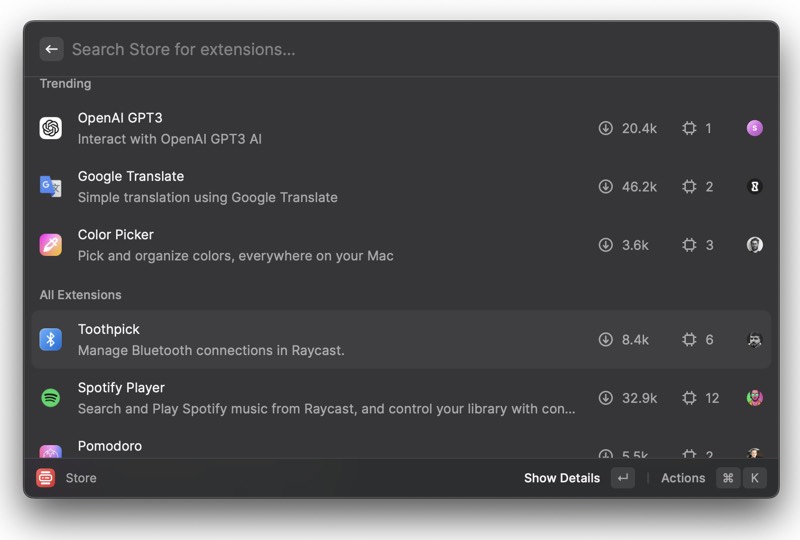 Search Store for extensions...
Trending
OpenAI GPT3
Interact with OpenAI GPT3 AI
20.4k
1
S
Google Translate
Simple translation using Google Translate
46.2k
2
Color Picker
Pick and organize colors, everywhere on your Mac
3.6k
3
All Extensions
Toothpick
Manage Bluetooth connections in Raycast.
8.4k
6
Spotify Player
Search and Play Spotify music from Raycast, and control your library with con...
32.9k
12
Pomodoro
5.5k
2
Store
Show Details ↵
Actions ⌘ K